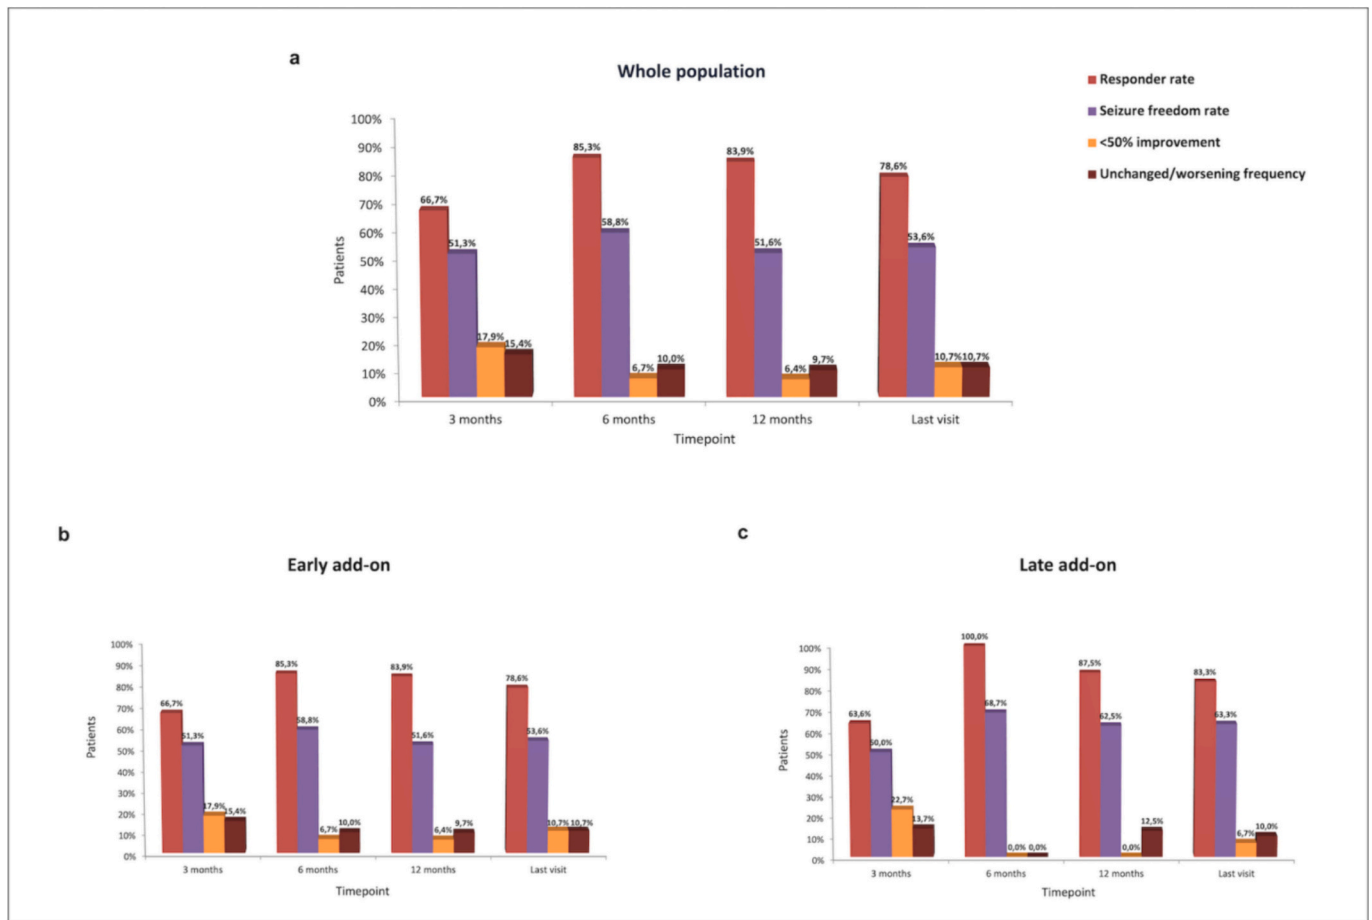 a
Whole population
Responder rate
Seizure freedom rate
<50% improvement
Unchanged/worsening frequency
100%
90%
80%
70%
60%
50%
40%
30%
20%
10%
0%
Patients
66,7%
51,3%
17,9%
15,4%
85,3%
58,8%
6,7%
10,0%
83,9%
51,6%
6,4%
9,7%
78,6%
53,6%
10,7%
10,7%
3 months
6 months
12 months
Last visit
Timepoint
b
Early add-on
100%
90%
80%
70%
60%
50%
40%
30%
20%
10%
0%
Patients
66,7%
51,3%
17,9%
15,4%
85,3%
58,8%
6,7%
10,0%
83,9%
51,6%
6,4%
9,7%
78,6%
53,6%
10,7%
10,7%
3 months
6 months
12 months
Last visit
Timepoint
c
Late add-on
100%
90%
80%
70%
60%
50%
40%
30%
20%
10%
0%
Patients
63,6%
50,0%
22,7%
13,7%
100,0%
68,7%
0,0%
0,0%
87,5%
62,5%
0,0%
12,5%
83,3%
63,3%
6,7%
10,0%
3 months
6 months
12 months
Last visit
Timepoint